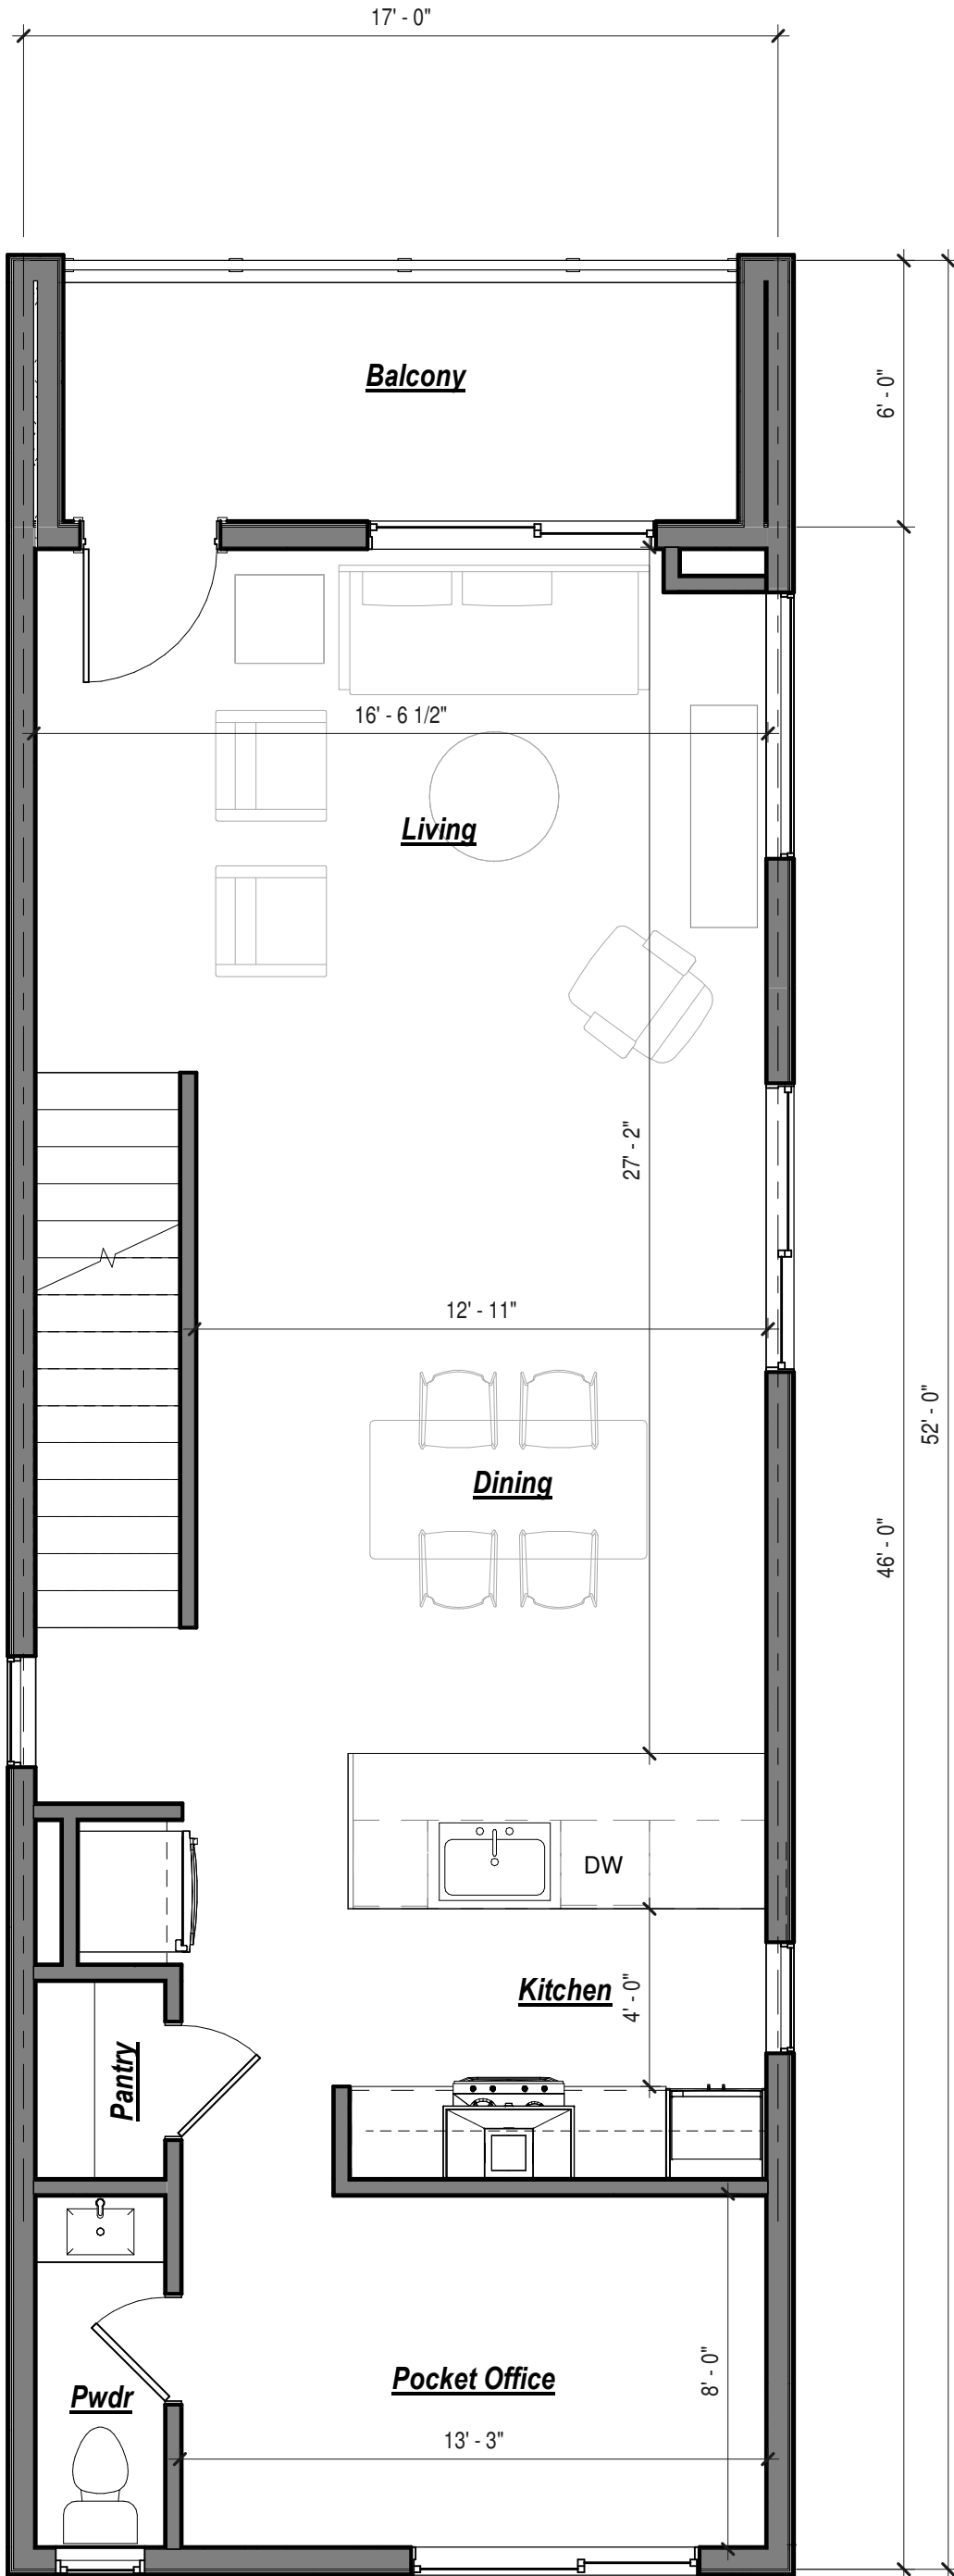 17' - 0"
Balcony
6' - 0"
16' - 6 1/2"
Living
27' - 2"
12' - 11"
52' - 0"
Dining
46' - 0"
DW
Kitchen
4' - 0"
Pantry
Pocket Office
8' - 0"
Pwdr
13' - 3"